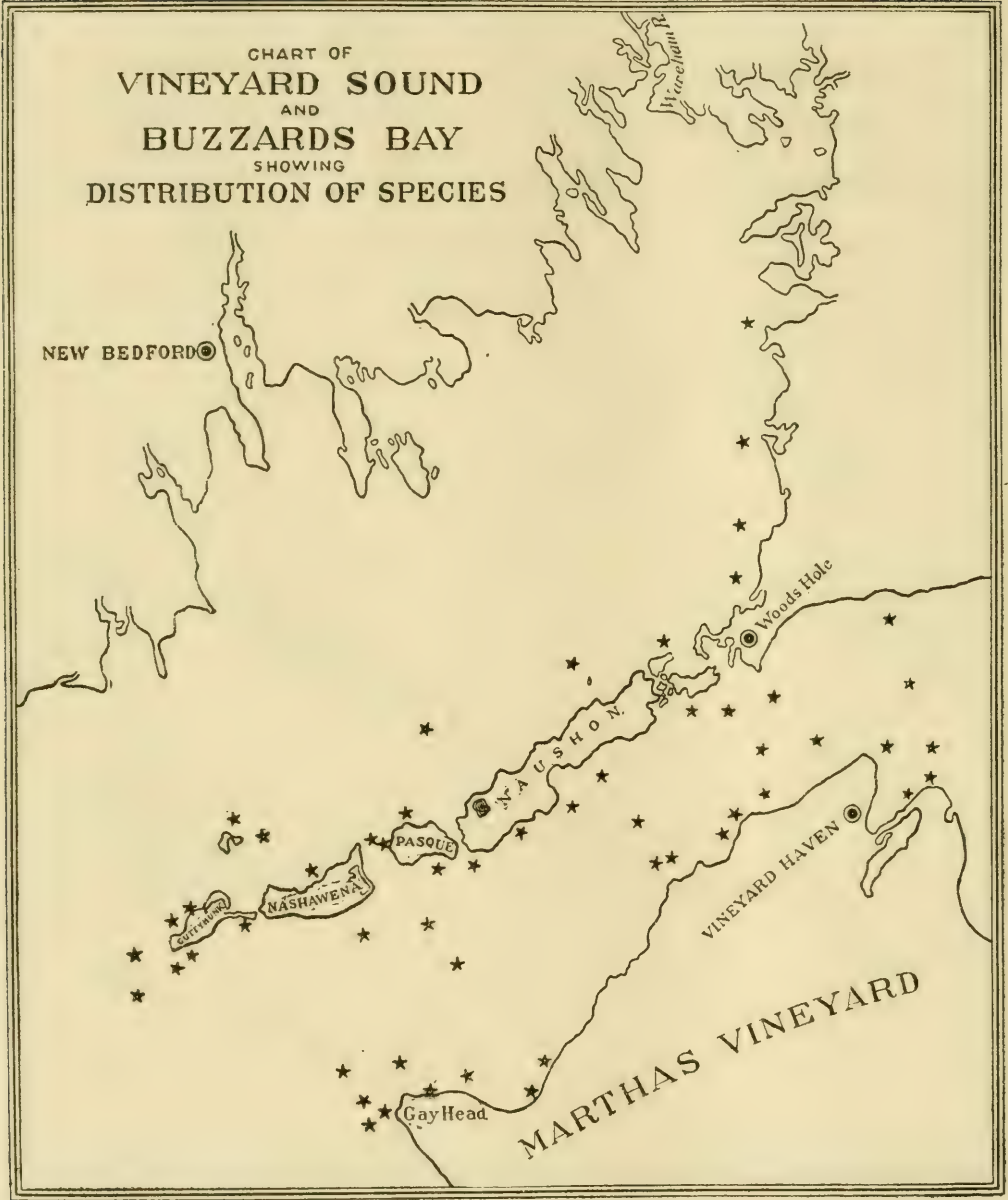 CHART OF
VINEYARD SOUND
AND
BUZZARDS BAY
SHOWING
DISTRIBUTION OF SPECIES
Wareham R.
NEW BEDFORD
Woods Hole
NAUSHON
PASQUE
NASHAWENA
CUTTYHUNK
VINEYARD HAVEN
MARTHAS VINEYARD
Gay Head